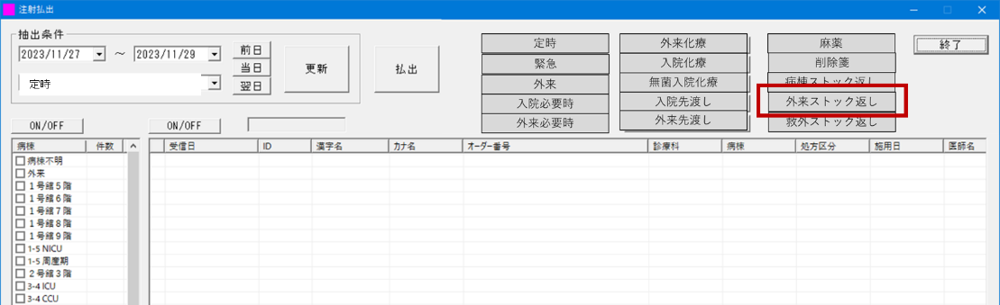 注射払出
抽出条件
2023/11/27 ～ 2023/11/29
前日
当日
翌日
定時
更新
払出
定時
緊急
外来
入院必要時
外来必要時
外来化療
入院化療
無菌入院化療
入院先渡し
外来先渡し
麻薬
削除箋
病棟ストック返し
外来ストック返し
救外ストック返し
終了
ON/OFF
ON/OFF
病棟 件数
受信日 ID 漢字名 カナ名 オーダー番号 診療科 病棟 処方区分 施用日 医師名
病棟不明
外来
1号館5階
1号館6階
1号館7階
1号館8階
1号館9階
1-5 NICU
1-5 周産期
2号館3階
3-4 ICU
3-4 CCU